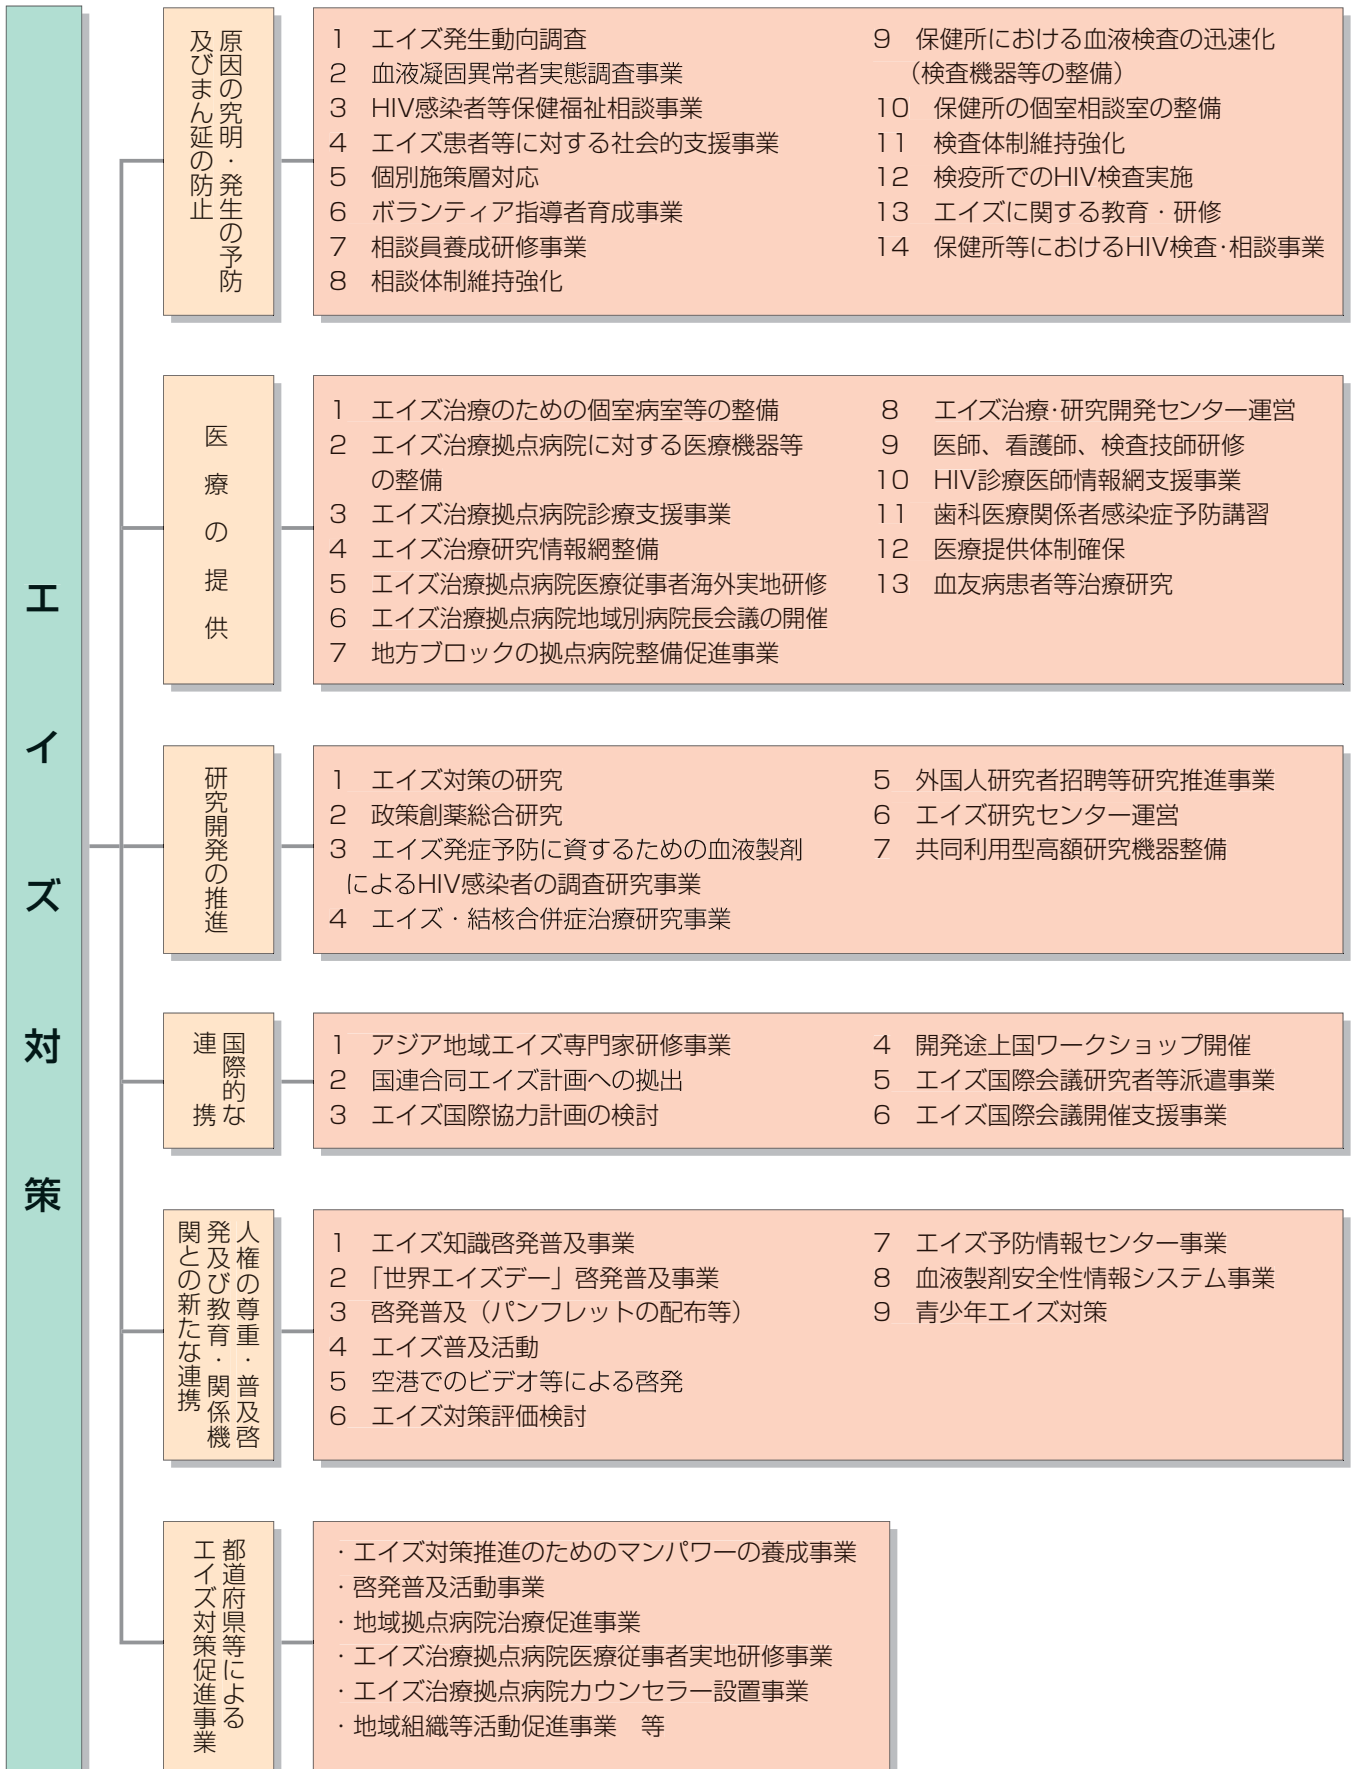 エイズ対策
原因の究明・発生の予防
及びまん延の防止
1 エイズ発生動向調査
2 血液凝固異常者実態調査事業
3 HIV感染者等保健福祉相談事業
4 エイズ患者等に対する社会的支援事業
5 個別施策層対応
6 ボランティア指導者育成事業
7 相談員養成研修事業
8 相談体制維持強化
9 保健所における血液検査の迅速化
（検査機器等の整備）
10 保健所の個室相談室の整備
11 検査体制維持強化
12 検疫所でのHIV検査実施
13 エイズに関する教育・研修
14 保健所等におけるHIV検査･相談事業
医療の提供
1 エイズ治療のための個室病室等の整備
2 エイズ治療拠点病院に対する医療機器等
の整備
3 エイズ治療拠点病院診療支援事業
4 エイズ治療研究情報網整備
5 エイズ治療拠点病院医療従事者海外実地研修
6 エイズ治療拠点病院地域別病院長会議の開催
7 地方ブロックの拠点病院整備促進事業
8 エイズ治療･研究開発センター運営
9 医師、看護師、検査技師研修
10 HIV診療医師情報網支援事業
11 歯科医療関係者感染症予防講習
12 医療提供体制確保
13 血友病患者等治療研究
研究開発の推進
1 エイズ対策の研究
2 政策創薬総合研究
3 エイズ発症予防に資するための血液製剤
によるHIV感染者の調査研究事業
4 エイズ・結核合併症治療研究事業
5 外国人研究者招聘等研究推進事業
6 エイズ研究センター運営
7 共同利用型高額研究機器整備
国際的な
連携
1 アジア地域エイズ専門家研修事業
2 国連合同エイズ計画への拠出
3 エイズ国際協力計画の検討
4 開発途上国ワークショップ開催
5 エイズ国際会議研究者等派遣事業
6 エイズ国際会議開催支援事業
人権の尊重・普及啓
発及び教育・関係機
関との新たな連携
1 エイズ知識啓発普及事業
2 「世界エイズデー」啓発普及事業
3 啓発普及（パンフレットの配布等）
4 エイズ普及活動
5 空港でのビデオ等による啓発
6 エイズ対策評価検討
7 エイズ予防情報センター事業
8 血液製剤安全性情報システム事業
9 青少年エイズ対策
都道府県等による
エイズ対策促進事業
・エイズ対策推進のためのマンパワーの養成事業
・啓発普及活動事業
・地域拠点病院治療促進事業
・エイズ治療拠点病院医療従事者実地研修事業
・エイズ治療拠点病院カウンセラー設置事業
・地域組織等活動促進事業 等